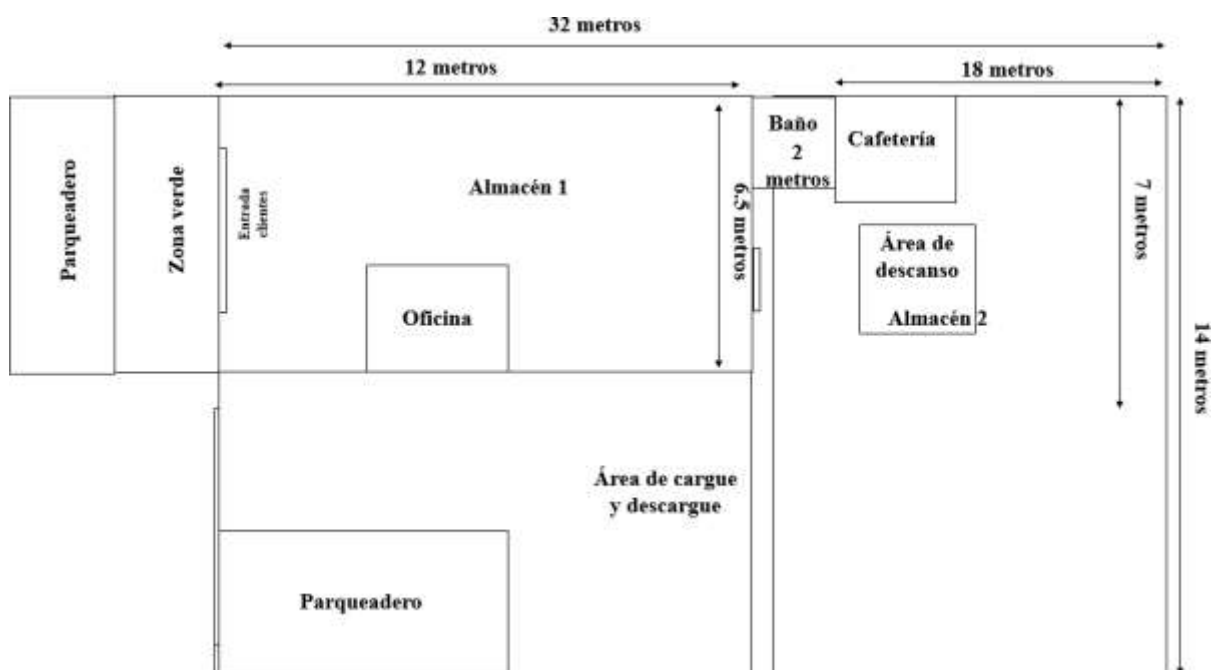 32 metros
12 metros
18 metros
Parqueadero
Zona verde
Entrada
clientes
Almacén 1
6.5 metros
Baño
2
metros
Cafetería
7 metros
Oficina
Área de
descanso
Almacén 2
14 metros
Área de cargue
y descargue
Parqueadero